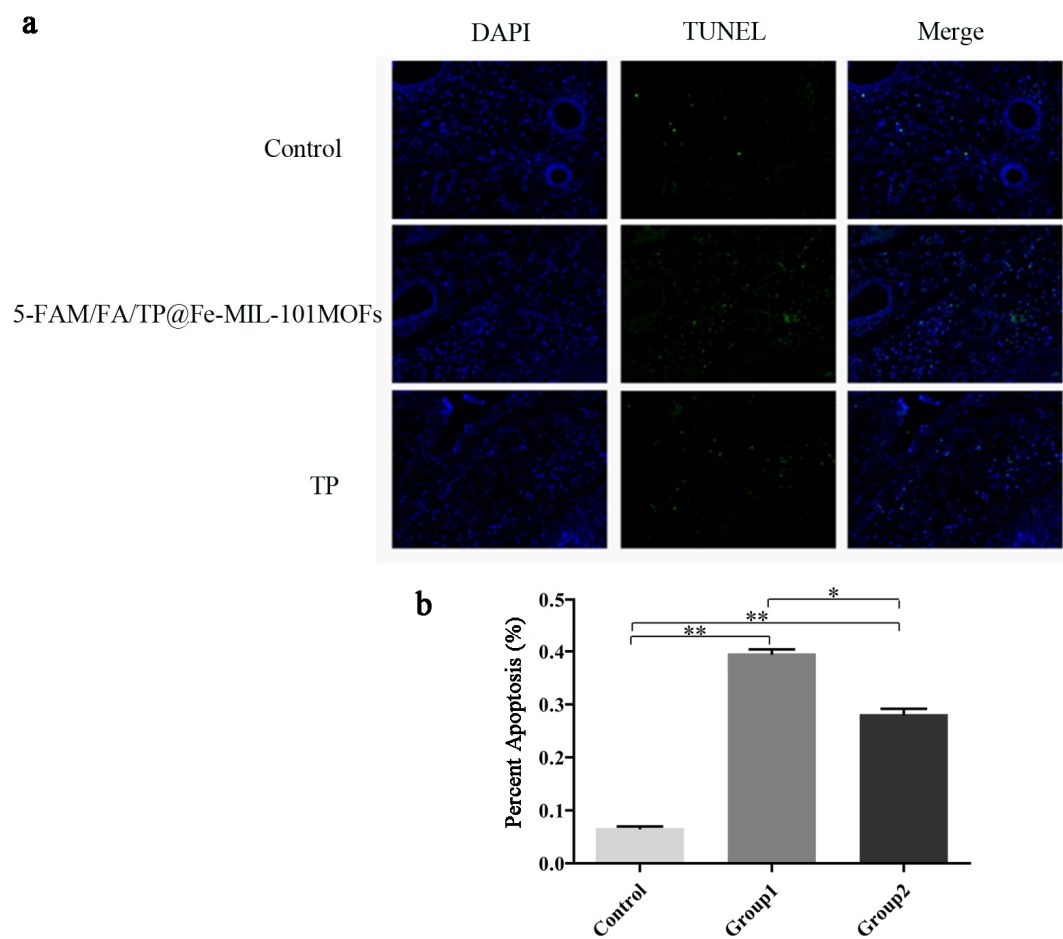 a
DAPI TUNEL Merge
Control
5-FAM/FA/TP@Fe-MIL-101MOFs
TP
b
Percent Apoptosis (%)
0.5
0.4
0.3
0.2
0.1
0.0
*
**
**
Control Group1 Group2